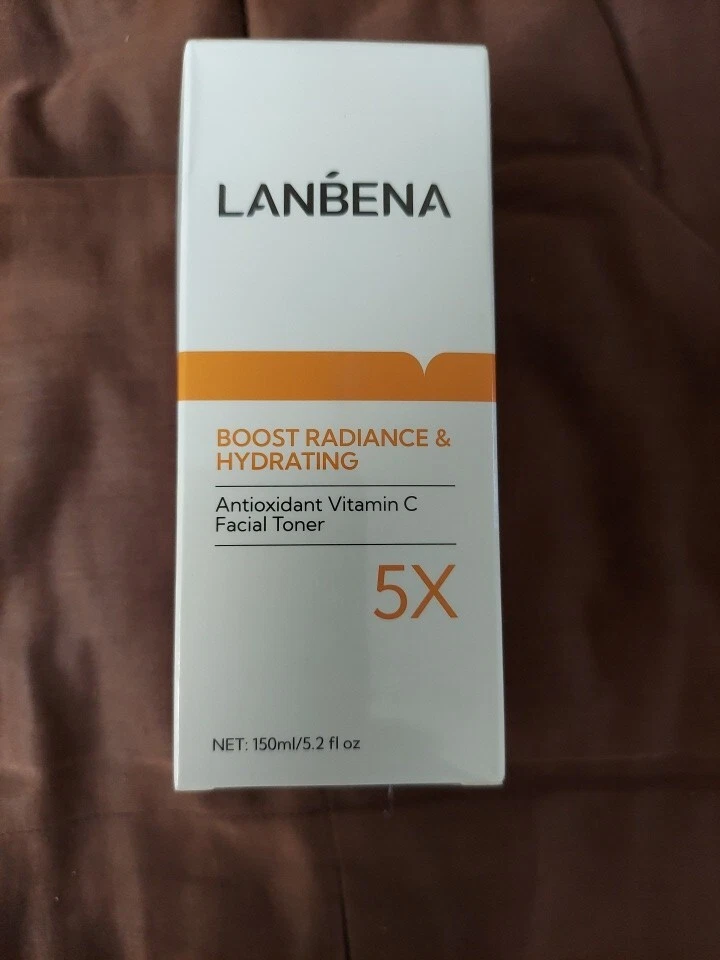 LANBENA
BOOST RADIANCE &
HYDRATING
Antioxidant Vitamin C
Facial Toner
5X
NET: 150ml/5.2 fl oz